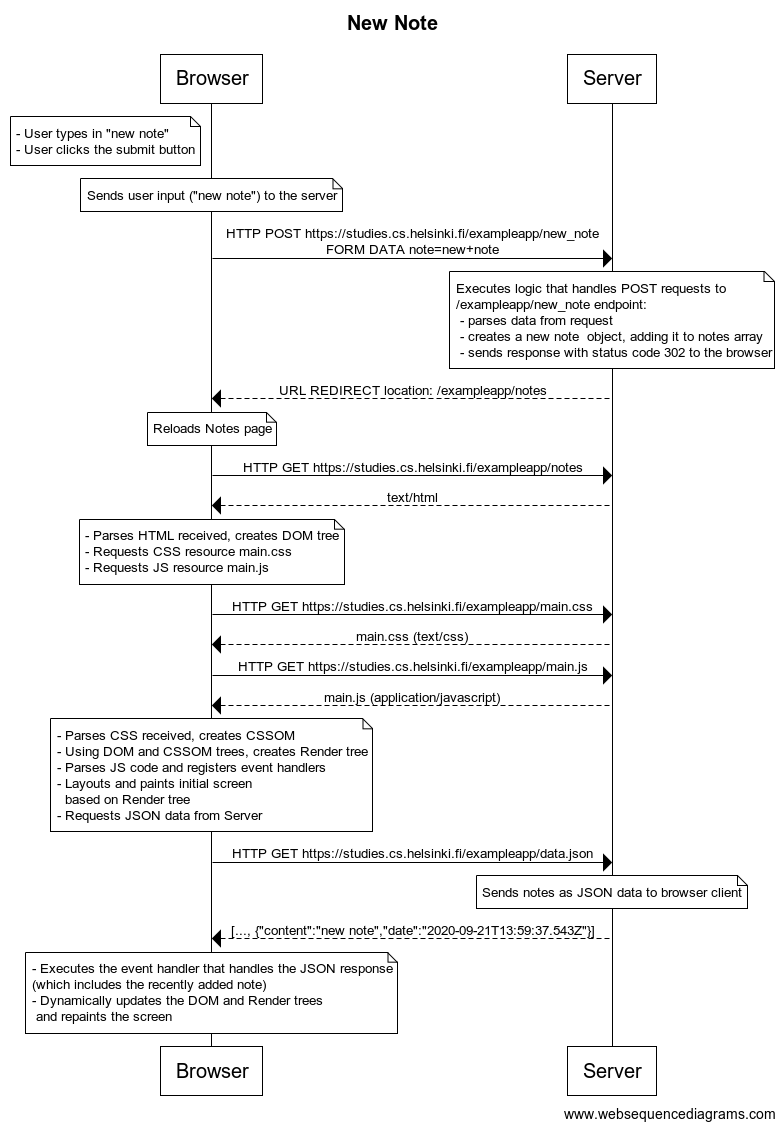 New Note
Browser
Server
- User types in "new note"
- User clicks the submit button
Sends user input ("new note") to the server
HTTP POST https://studies.cs.helsinki.fi/exampleapp/new_note
FORM DATA note=new+note
Executes logic that handles POST requests to
/exampleapp/new_note endpoint:
- parses data from request
- creates a new note  object, adding it to notes array
- sends response with status code 302 to the browser
URL REDIRECT location: /exampleapp/notes
Reloads Notes page
HTTP GET https://studies.cs.helsinki.fi/exampleapp/notes
text/html
- Parses HTML received, creates DOM tree
- Requests CSS resource main.css
- Requests JS resource main.js
HTTP GET https://studies.cs.helsinki.fi/exampleapp/main.css
main.css (text/css)
HTTP GET https://studies.cs.helsinki.fi/exampleapp/main.js
main.js (application/javascript)
- Parses CSS received, creates CSSOM
- Using DOM and CSSOM trees, creates Render tree
- Parses JS code and registers event handlers
- Layouts and paints initial screen
based on Render tree
- Requests JSON data from Server
HTTP GET https://studies.cs.helsinki.fi/exampleapp/data.json
Sends notes as JSON data to browser client
[..., {"content":"new note","date":"2020-09-21T13:59:37.543Z"}]
- Executes the event handler that handles the JSON response
(which includes the recently added note)
- Dynamically updates the DOM and Render trees
and repaints the screen
Browser
Server
www.websequencediagrams.com